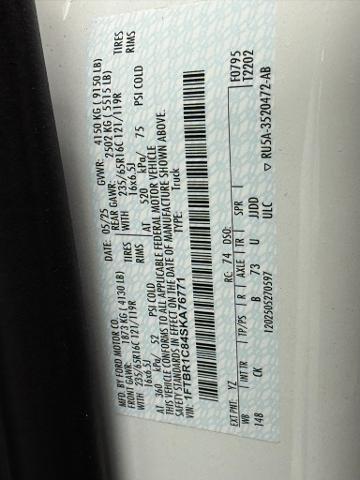 MFD. BY FORD MOTOR CO.
DATE: 05/25 GVWR: 4150 KG ( 9150 LB)
FRONT GAWR: 1873 KG ( 4130 LB) REAR GAWR: 2502 KG ( 5515 LB)
235/65R16C 121/119R TIRES WITH 235/65R16C 121/119R TIRES
WITH 16x6.5J RIMS 16x6.5J RIMS
AT 360 kPa/ 52 PSI COLD AT 520 kPa/ 75 PSI COLD
THIS VEHICLE CONFORMS TO ALL APPLICABLE FEDERAL MOTOR VEHICLE
SAFETY STANDARDS IN EFFECT ON THE DATE OF MANUFACTURE SHOWN ABOVE.
VIN: 1FTBR1C84SKA76771
TYPE: Truck
F0795
T2202
EXT PNT: YZ RC: 74 DSO:
WB INT TR TP/PS R AXLE TR SPR
148 CK B 73 U JJDD
1202505270597 ULC
RU5A-3520472-AB